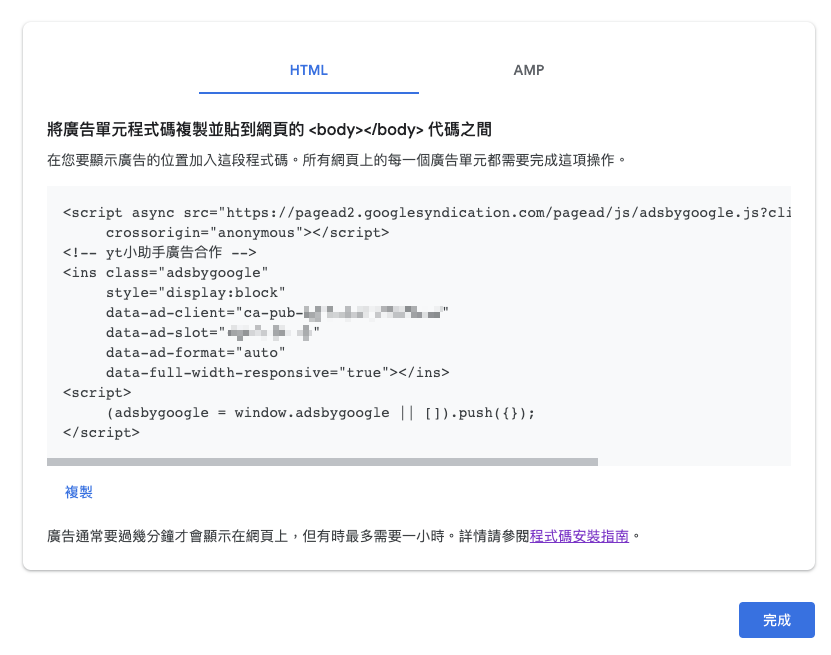 HTML
AMP
將廣告單元程式碼複製並貼到網頁的 <body></body> 代碼之間
在您要顯示廣告的位置加入這段程式碼。所有網頁上的每一個廣告單元都需要完成這項操作。
<script async src="https://pagead2.googlesyndication.com/pagead/js/adsbygoogle.js?cli
crossorigin="anonymous"></script>
<!-- yt小助手廣告合作 -->
<ins class="adsbygoogle"
style="display:block"
data-ad-client="ca-pub-"
data-ad-slot=""
data-ad-format="auto"
data-full-width-responsive="true"></ins>
<script>
(adsbygoogle = window.adsbygoogle || []).push({});
</script>
複製
廣告通常要過幾分鐘才會顯示在網頁上，但有時最多需要一小時。詳情請參閱程式碼安裝指南。
完成